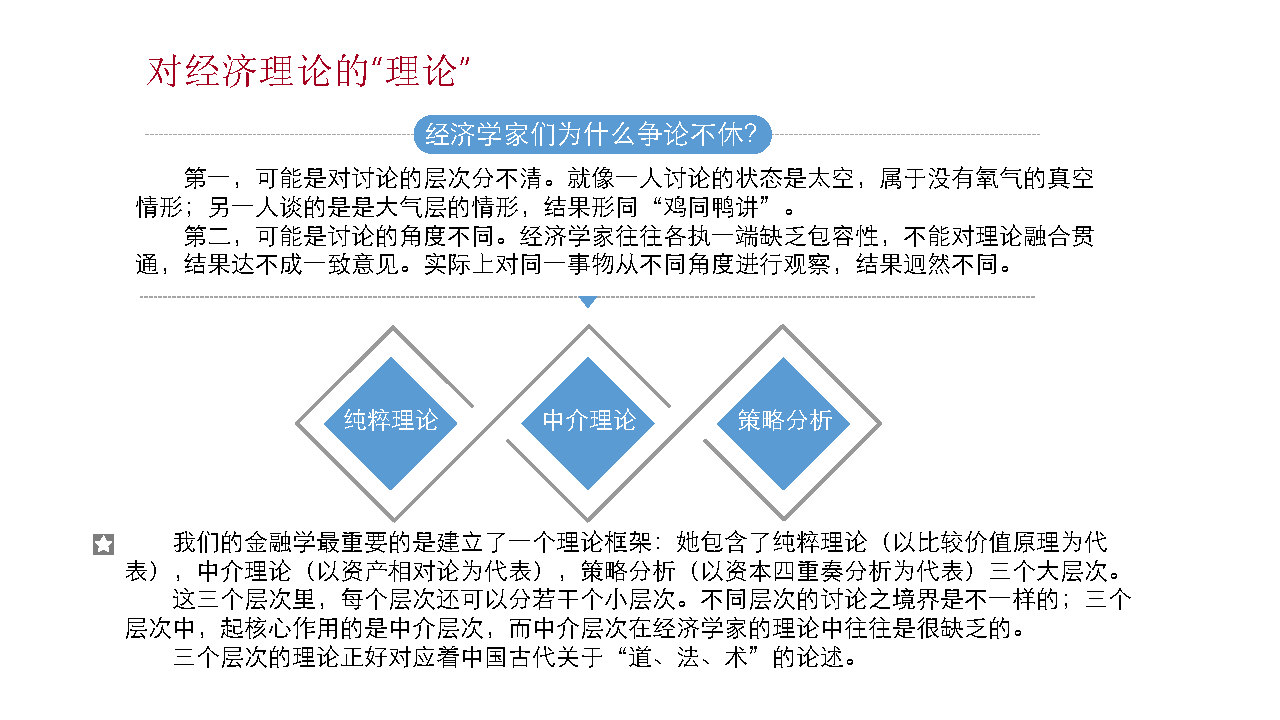 对经济理论的“理论”
经济学家们为什么争论不休?
第一，可能是对讨论的层次分不清。就像一人讨论的状态是太空，属于没有氧气的真空
情形；另一人谈的是是大气层的情形，结果形同“鸡同鸭讲”。
第二，可能是讨论的角度不同。经济学家往往各执一端缺乏包容性，不能对理论融合贯
通，结果达不成一致意见。实际上对同一事物从不同角度进行观察，结果迥然不同。
纯粹理论
中介理论
策略分析
我们的金融学最重要的是建立了一个理论框架：她包含了纯粹理论（以比较价值原理为代
表），中介理论（以资产相对论为代表），策略分析（以资本四重奏分析为代表）三个大层次。
这三个层次里，每个层次还可以分若干个小层次。不同层次的讨论之境界是不一样的；三个
层次中，起核心作用的是中介层次，而中介层次在经济学家的理论中往往是很缺乏的。
三个层次的理论正好对应着中国古代关于“道、法、术”的论述。